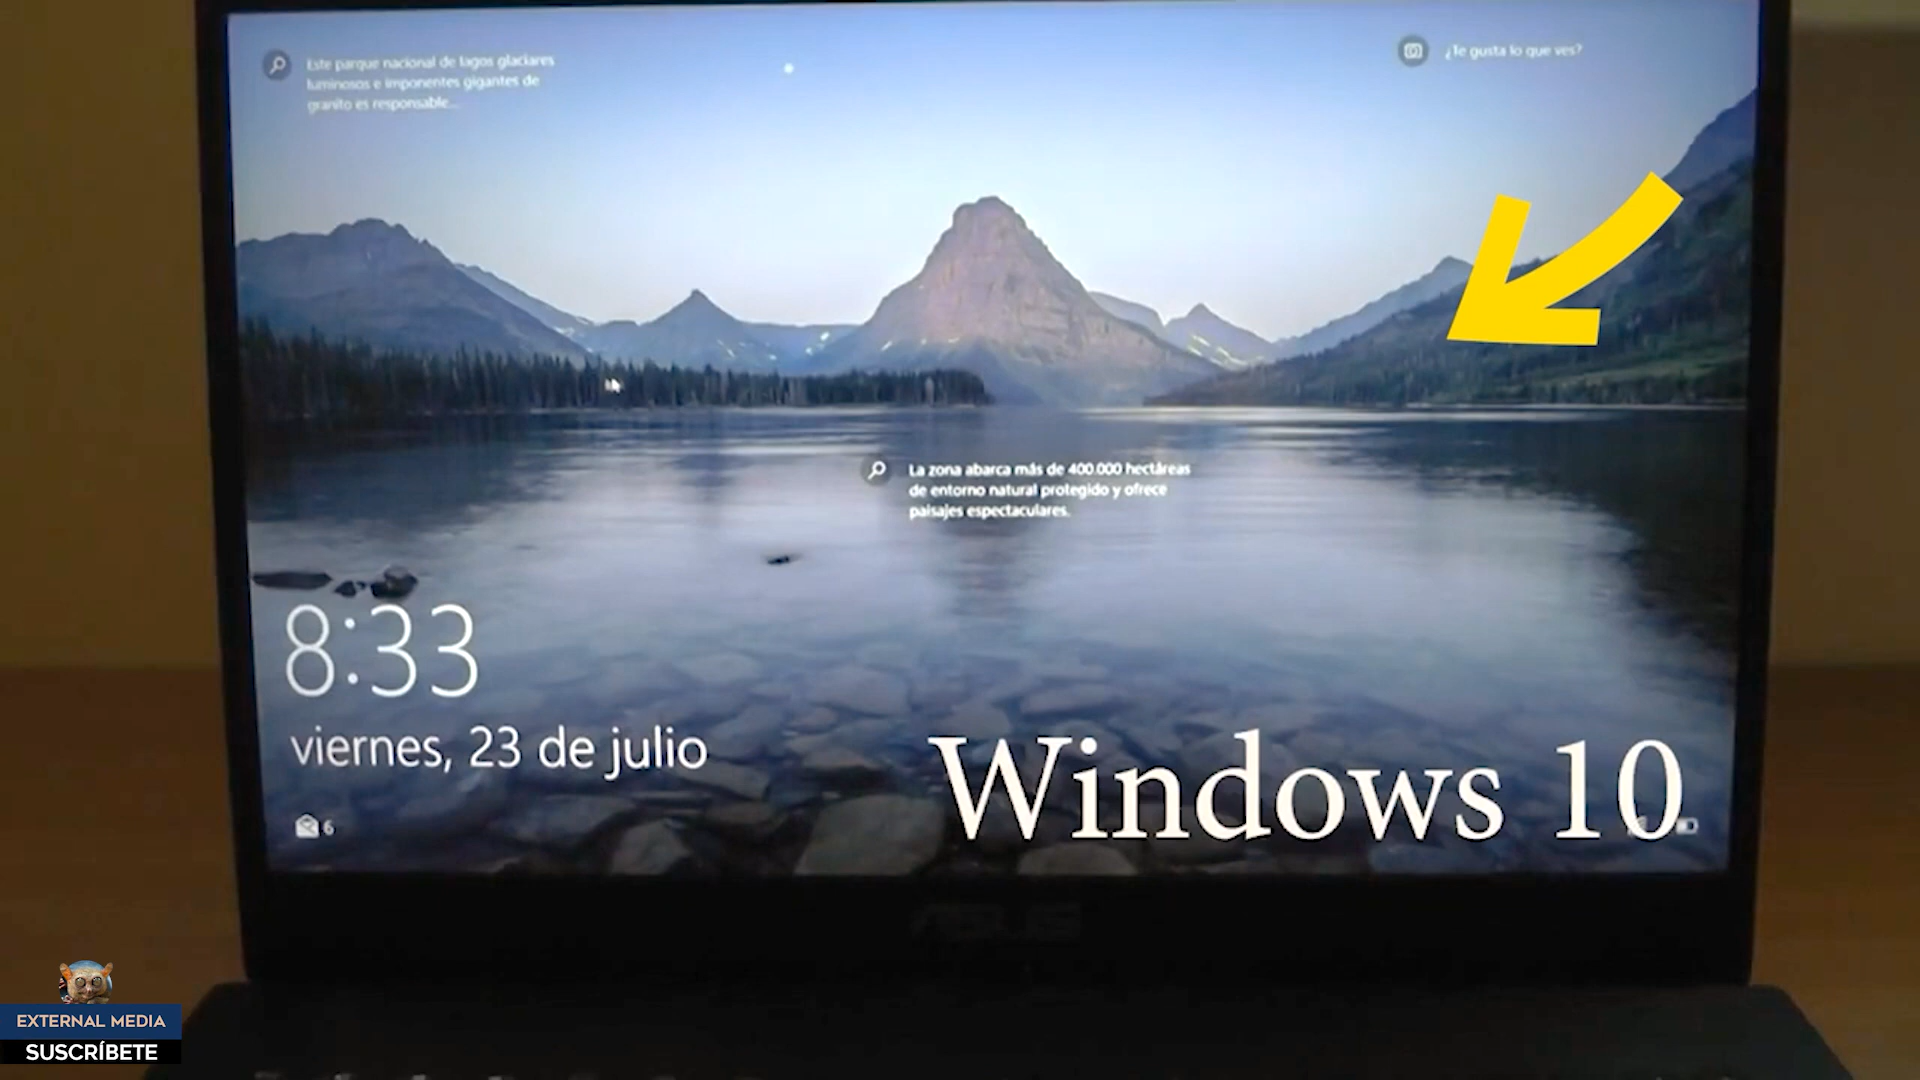 Este parque nacional de lagos glaciares
luminosos e imponentes gigantes de
granito es responsable...
¿Te gusta lo que ves?
La zona abarca más de 400.000 hectáreas
de entorno natural protegido y ofrece
paisajes espectaculares.
8:33
viernes, 23 de julio
6
Windows 10
ASUS
EXTERNAL MEDIA
SUSCRÍBETE